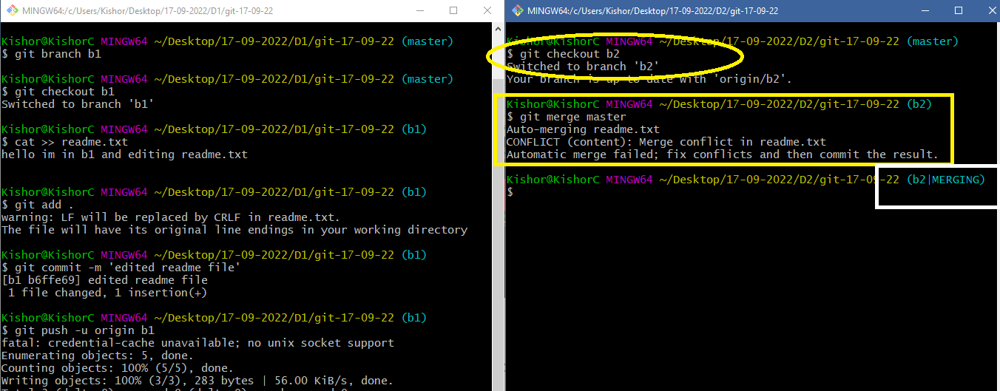 MINGW64:/c/Users/Kishor/Desktop/17-09-2022/D1/git-17-09-22
Kishor@KishorC MINGW64 ~/Desktop/17-09-2022/D1/git-17-09-22 (master)
$ git branch b1
Kishor@KishorC MINGW64 ~/Desktop/17-09-2022/D1/git-17-09-22 (master)
$ git checkout b1
Switched to branch 'b1'
Kishor@KishorC MINGW64 ~/Desktop/17-09-2022/D1/git-17-09-22 (b1)
$ cat >> readme.txt
hello im in b1 and editing readme.txt
Kishor@KishorC MINGW64 ~/Desktop/17-09-2022/D1/git-17-09-22 (b1)
$ git add .
warning: LF will be replaced by CRLF in readme.txt.
The file will have its original line endings in your working directory
Kishor@KishorC MINGW64 ~/Desktop/17-09-2022/D1/git-17-09-22 (b1)
$ git commit -m 'edited readme file'
[b1 b6ffe69] edited readme file
1 file changed, 1 insertion(+)
Kishor@KishorC MINGW64 ~/Desktop/17-09-2022/D1/git-17-09-22 (b1)
$ git push -u origin b1
fatal: credential-cache unavailable; no unix socket support
Enumerating objects: 5, done.
Counting objects: 100% (5/5), done.
Writing objects: 100% (3/3), 283 bytes | 56.00 KiB/s, done.
MINGW64:/c/Users/Kishor/Desktop/17-09-2022/D2/git-17-09-22
Kishor@KishorC MINGW64 ~/Desktop/17-09-2022/D2/git-17-09-22 (master)
$ git checkout b2
Switched to branch 'b2'
Your branch is up to date with 'origin/b2'.
Kishor@KishorC MINGW64 ~/Desktop/17-09-2022/D2/git-17-09-22 (b2)
$ git merge master
Auto-merging readme.txt
CONFLICT (content): Merge conflict in readme.txt
Automatic merge failed; fix conflicts and then commit the result.
Kishor@KishorC MINGW64 ~/Desktop/17-09-2022/D2/git-17-09-22 (b2|MERGING)
$